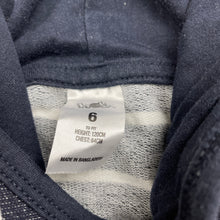 6
TO FIT
HEIGHT: 120CM
CHEST: 64CM
MADE IN BANGLADESH